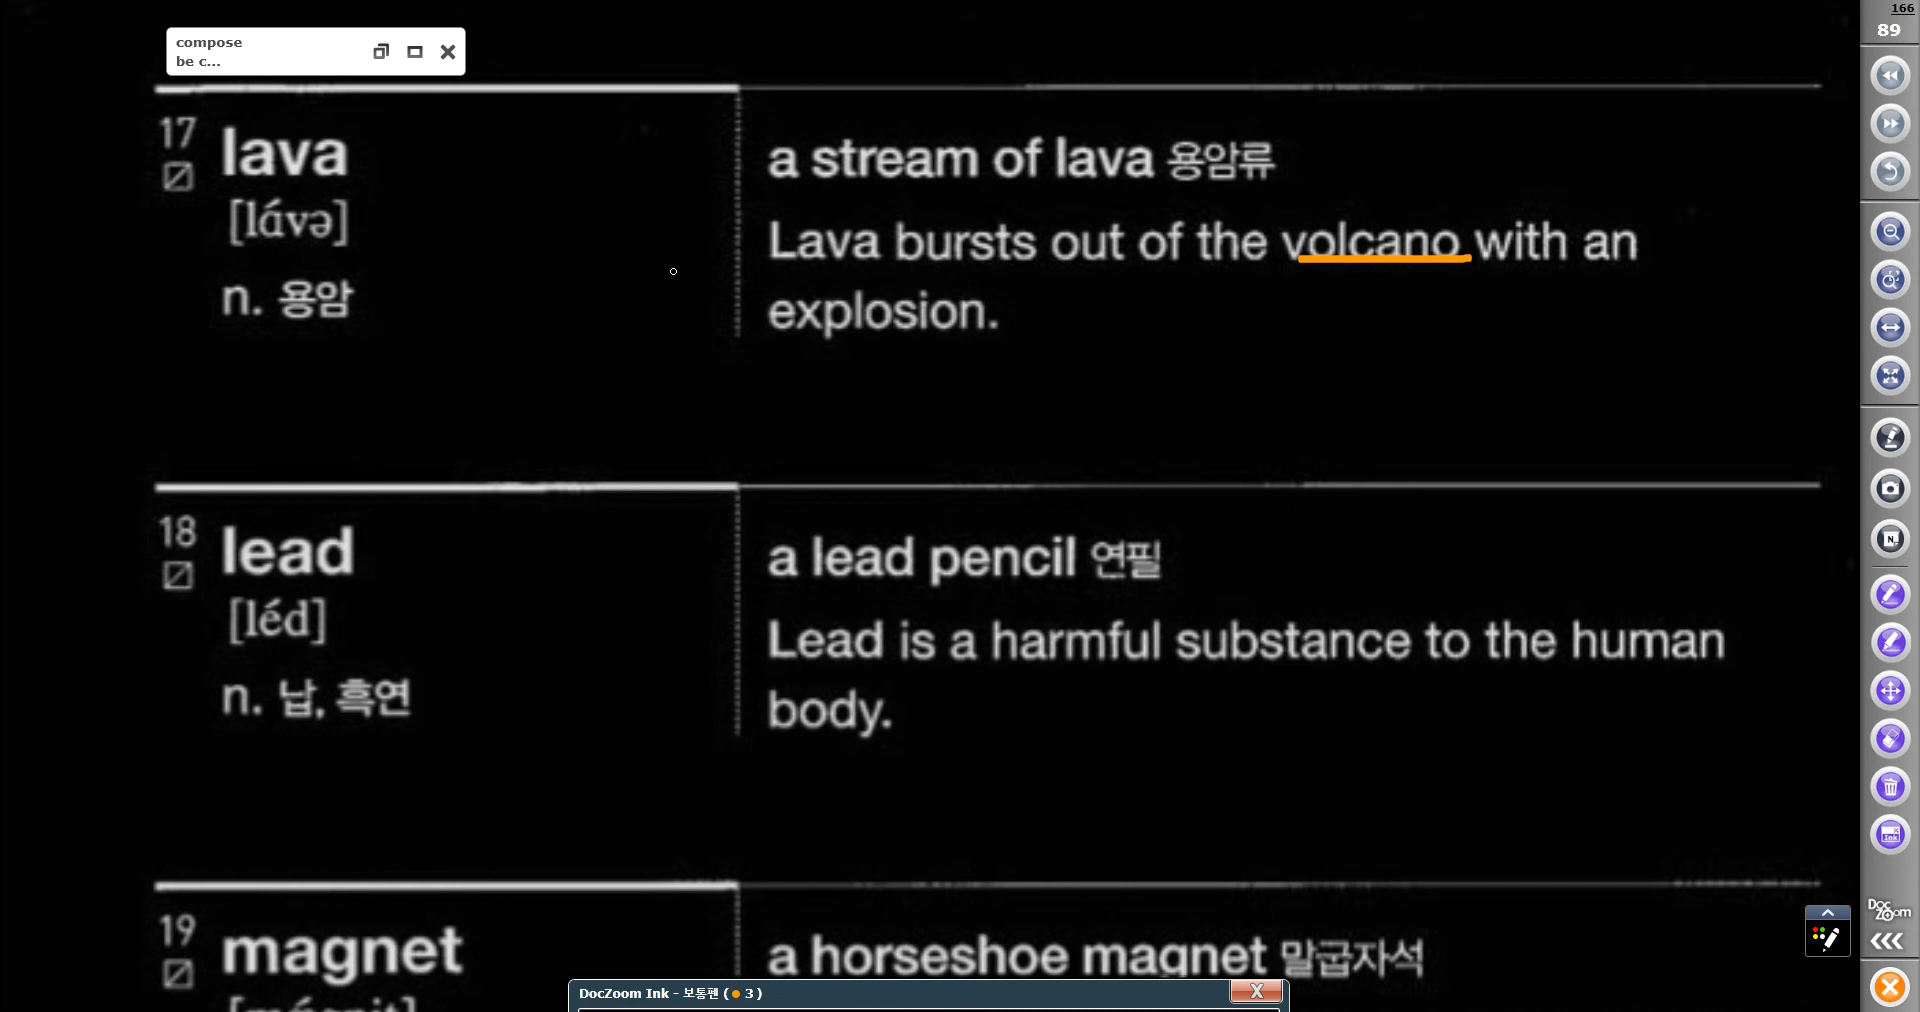 166
89
compose
be c...
17
lava
[lávə]
n. 용암
a stream of lava 용암류
Lava bursts out of the volcano with an
explosion.
18
lead
[léd]
n. 납, 흑연
a lead pencil 연필
Lead is a harmful substance to the human
body.
19
magnet
a horseshoe magnet 말굽자석
DocZoom
DocZoom Ink - 보통펜 ( 3 )